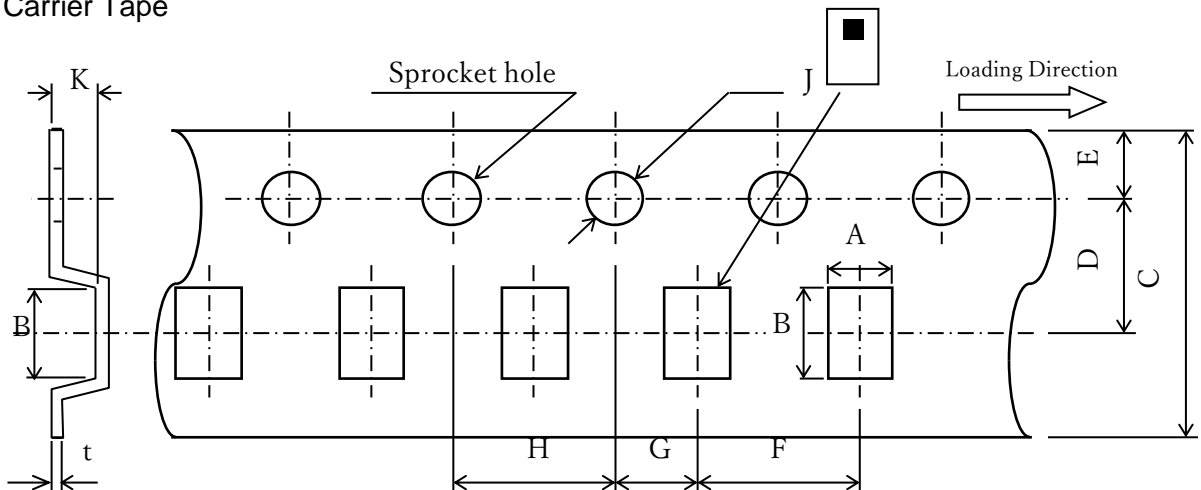 Carrier Tape
K
Sprocket hole
J
Loading Direction
E
A
D
C
B
B
t
H
G
F